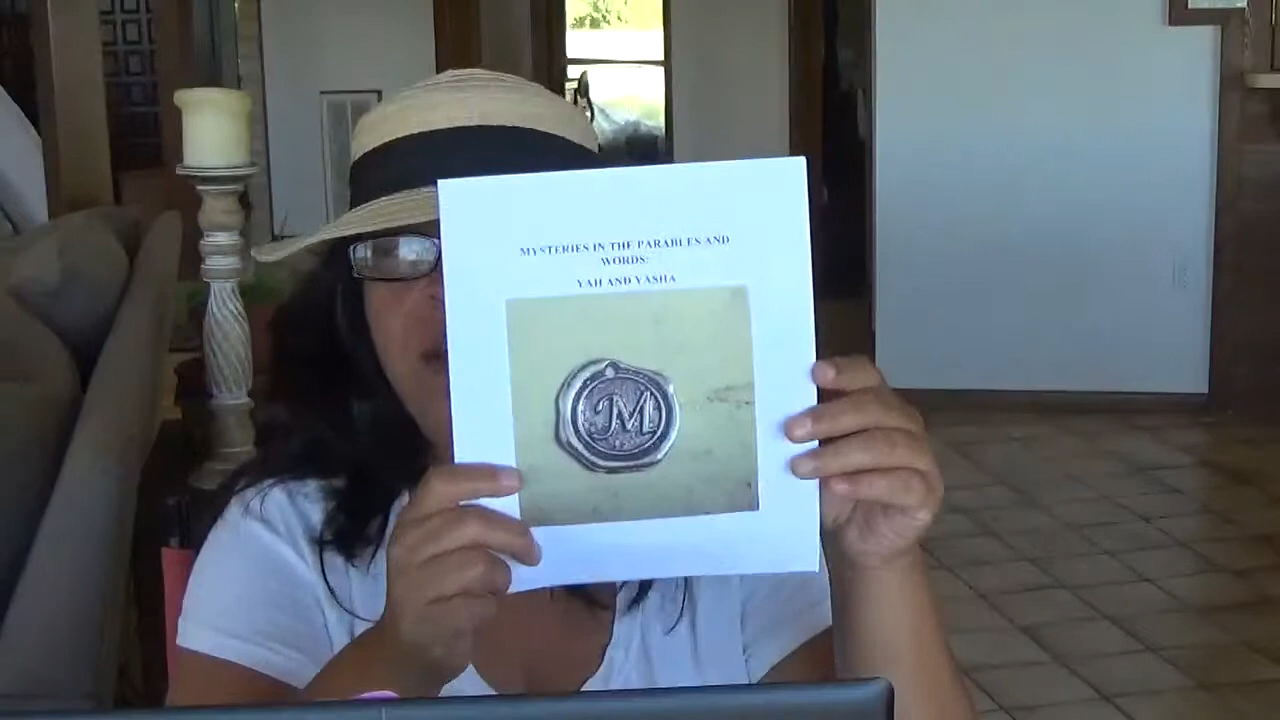 MYSTERIES IN THE PARABLES AND
WORDS:
YAH AND YASHA
M